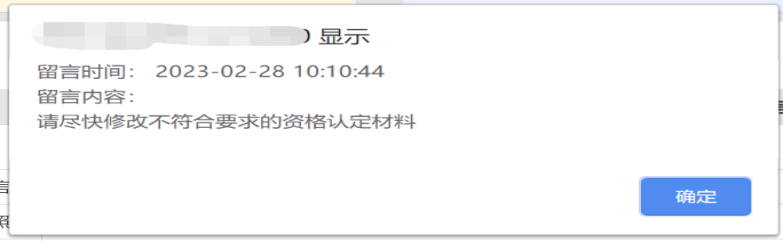 0 显示
留言时间： 2023-02-28 10:10:44
留言内容：
请尽快修改不符合要求的资格认定材料
确定